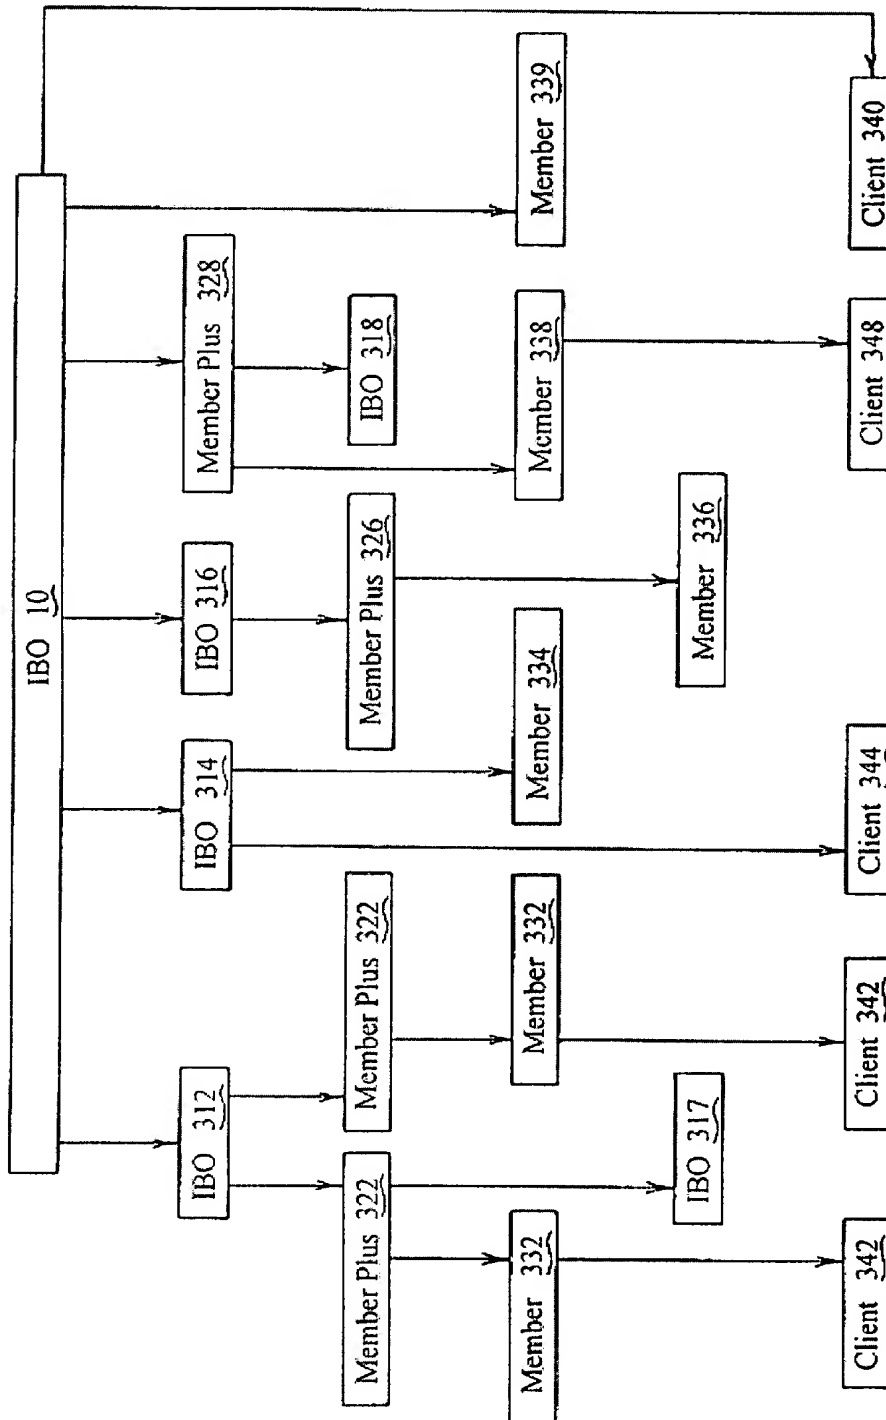 IBO 10
IBO 312
IBO 314
IBO 316
Member Plus 328
Member Plus 322
Member Plus 322
Member Plus 326
IBO 318
Member 332
Member 332
Member 334
Member 338
Member 339
IBO 317
Member 336
Client 342
Client 342
Client 344
Client 348
Client 340